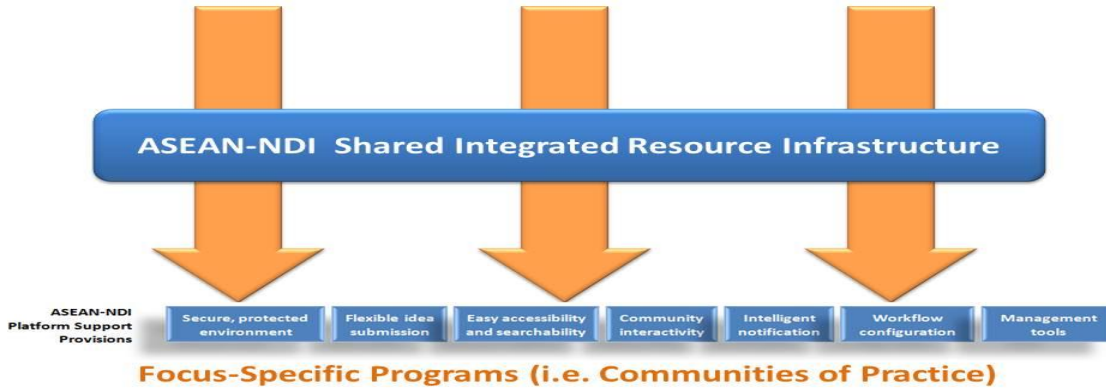 ASEAN-NDI Shared Integrated Resource Infrastructure
ASEAN-NDI
Platform Support
Provisions
Secure, protected
environment
Flexible idea
submission
Easy accessibility
and searchability
Community
interactivity
Intelligent
notification
Workflow
configuration
Management
tools
Focus-Specific Programs (i.e. Communities of Practice)